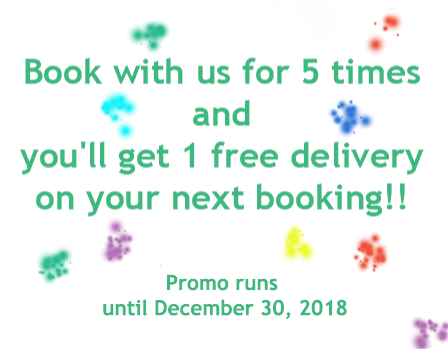 Book with us for 5 times
and
you'll get 1 free delivery
on your next booking!!
Promo runs
until December 30, 2018